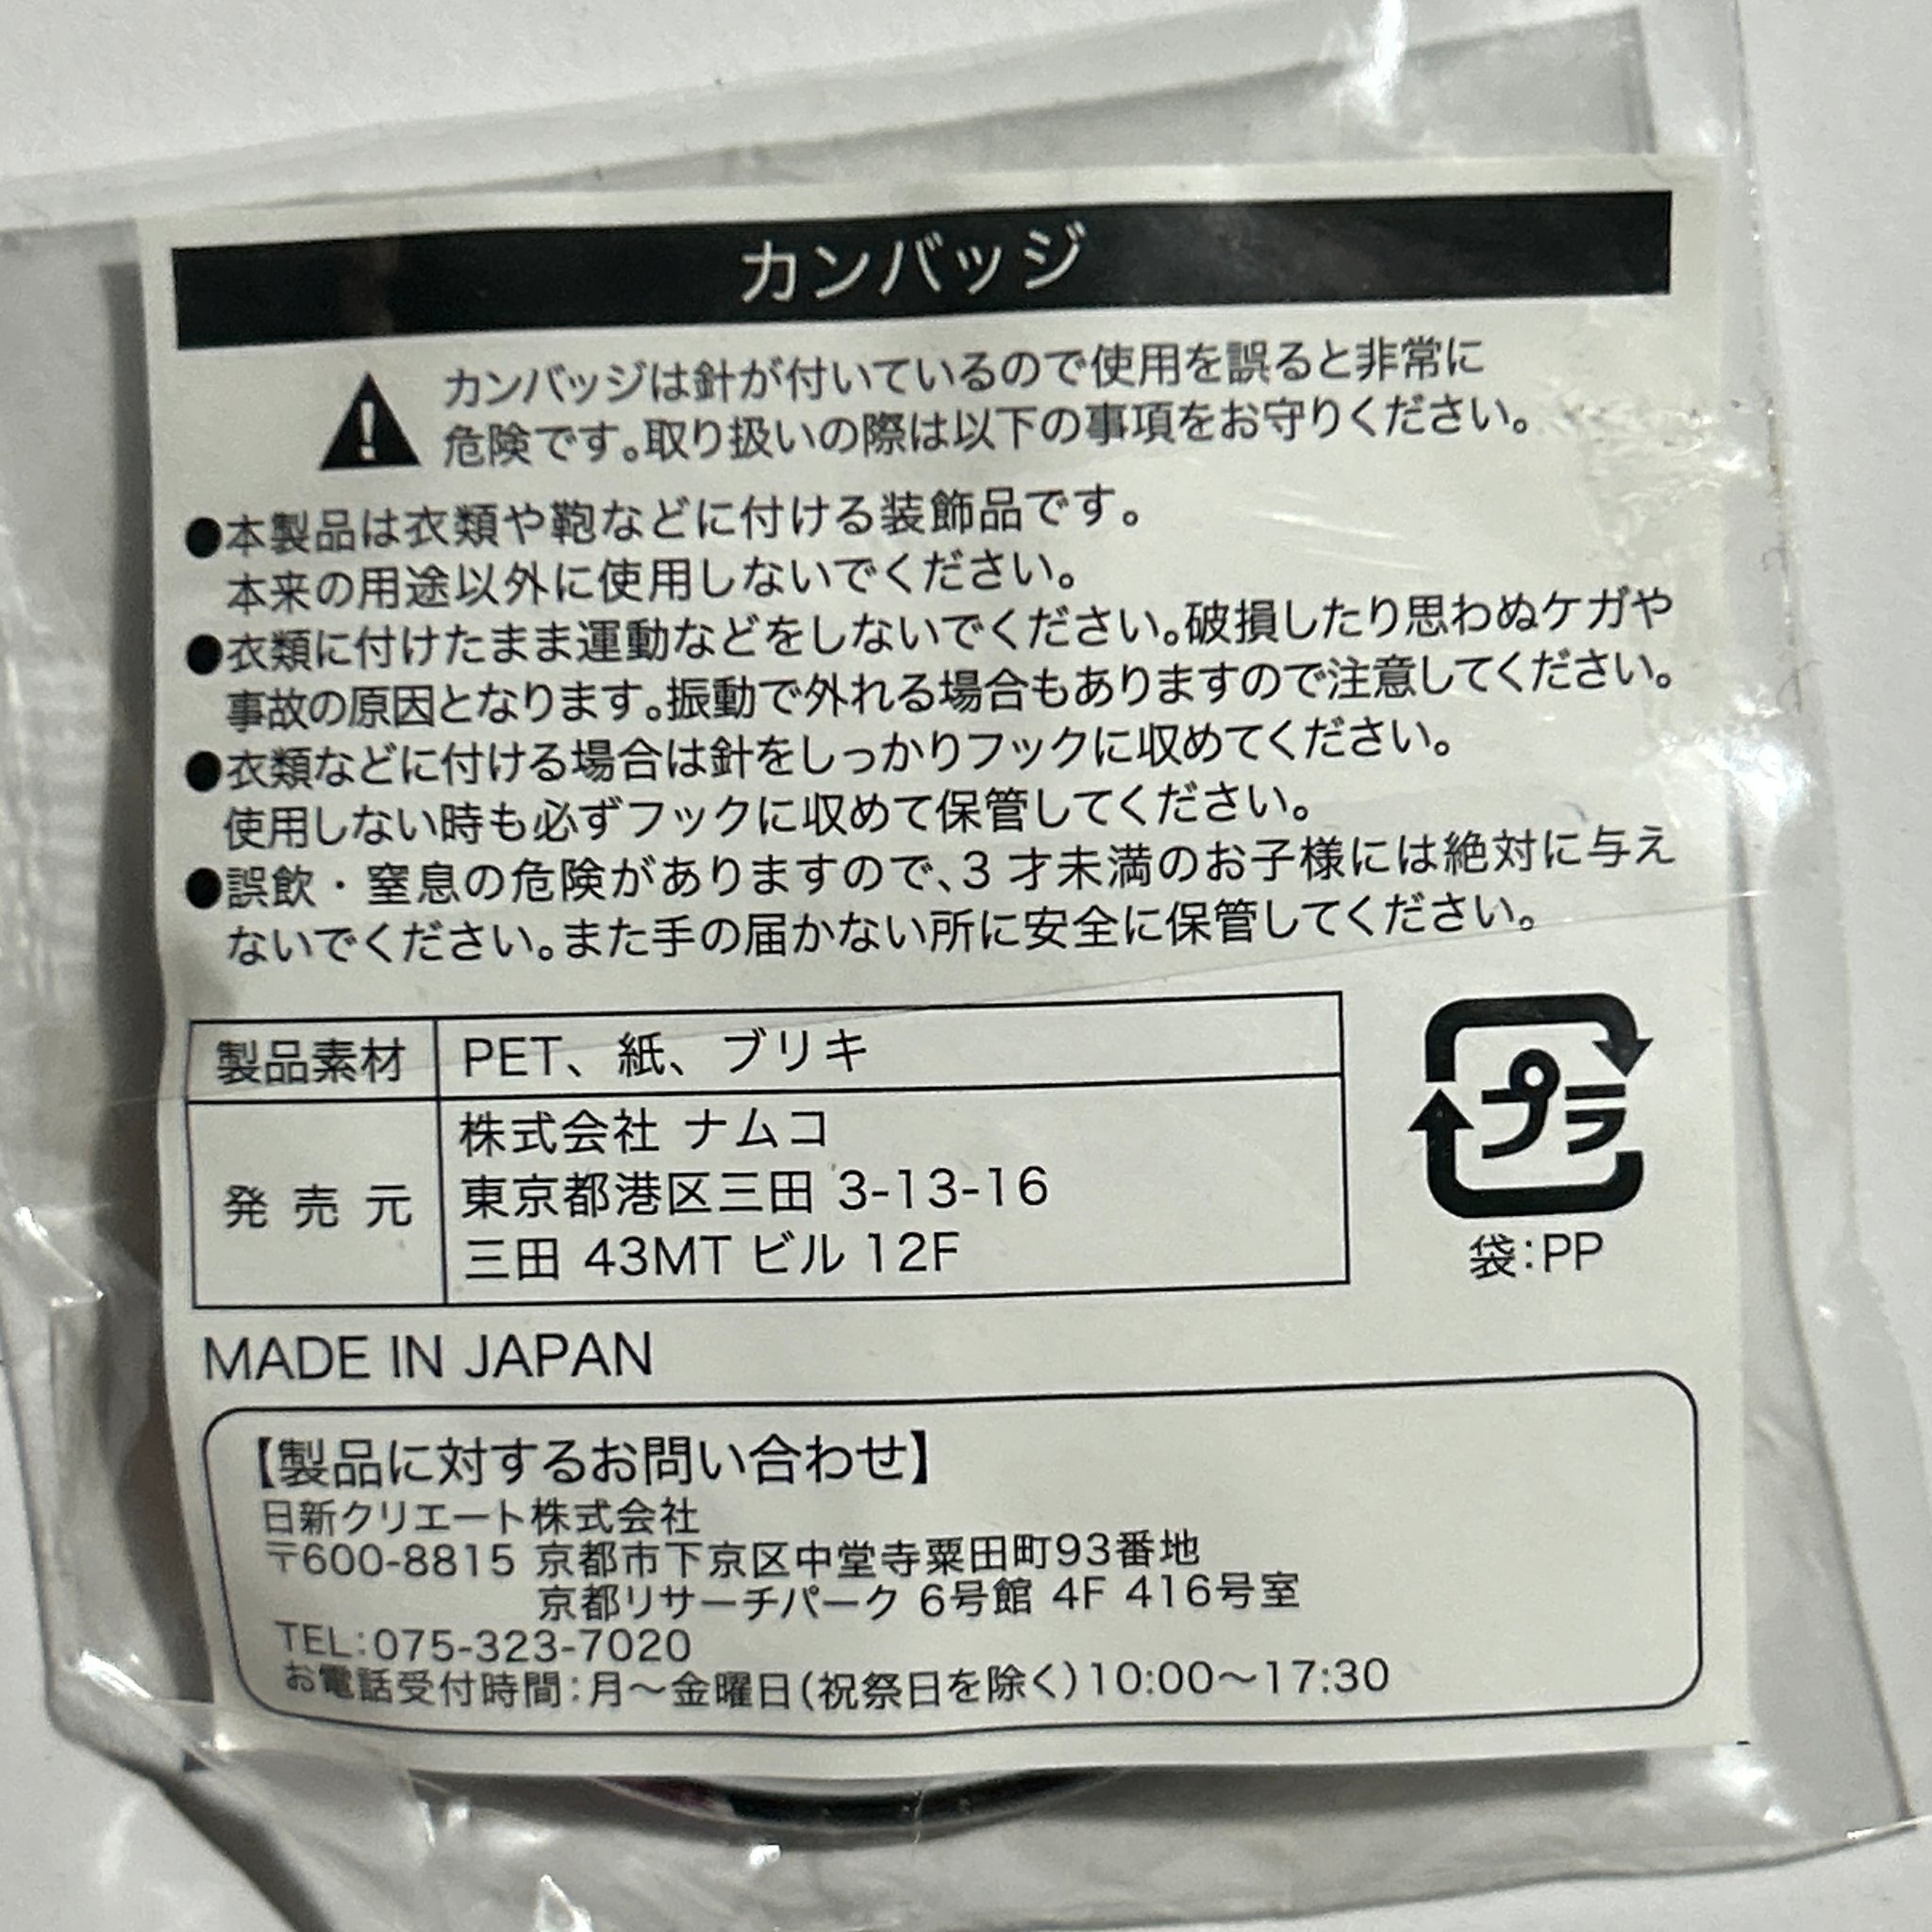 カンバッジ
カンバッジは針が付いているので使用を誤ると非常に
危険です。取り扱いの際は以下の事項をお守りください。
●本製品は衣類や鞄などに付ける装飾品です。
本来の用途以外に使用しないでください。
●衣類に付けたまま運動などをしないでください。破損したり思わぬケガや
事故の原因となります。振動で外れる場合もありますので注意してください。
●衣類などに付ける場合は針をしっかりフックに収めてください。
使用しない時も必ずフックに収めて保管してください。
●誤飲・窒息の危険がありますので、3才未満のお子様には絶対に与え
ないでください。また手の届かない所に安全に保管してください。
製品素材 PET、紙、ブリキ
発売元 株式会社 ナムコ
東京都港区三田 3-13-16
三田 43MT ビル 12F
プラ
袋:PP
MADE IN JAPAN
【製品に対するお問い合わせ】
日新クリエート株式会社
〒600-8815 京都市下京区中堂寺粟田町93番地
京都リサーチパーク 6号館 4F 416号室
TEL:075-323-7020
お電話受付時間:月〜金曜日(祝祭日を除く)10:00〜17:30